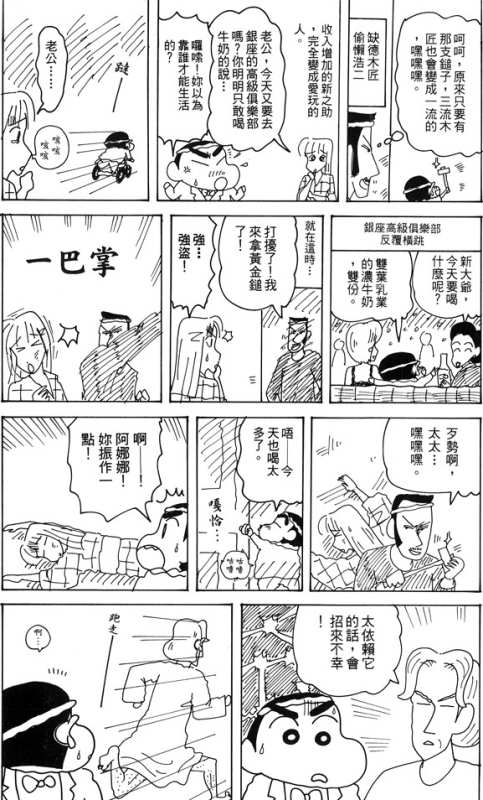 呵呵，原來只要有
那支鎚子，三流木
匠也會變成一流的
，嘿嘿嘿。
缺德木匠
偷懶浩二
收入增加的新之助
，完全變成愛玩的
人。
老公，今天又要去
銀座的高級俱樂部
嗎？你明明只敢喝
牛奶的說…
囉嗦！妳以為
靠誰才能生活
的？
老公……
躂
咳咳
咳咳
銀座高級俱樂部
反覆橫跳
新大爺，
今天要喝
什麼呢？
雙葉乳業
的濃牛奶
，雙份。
就在這時…
打擾了！我
來拿黃金鎚
了！
強…
強盜！
一巴掌
歹勢啊，
太太…
嘿嘿嘿。
唔——今
天也喝太
多了。
嘎恰…
咕嚕
咕嚕
啊——！
阿娜娜！
妳振作一
點！
太依賴它
的話，會
招來不幸
！
跑走
啊…